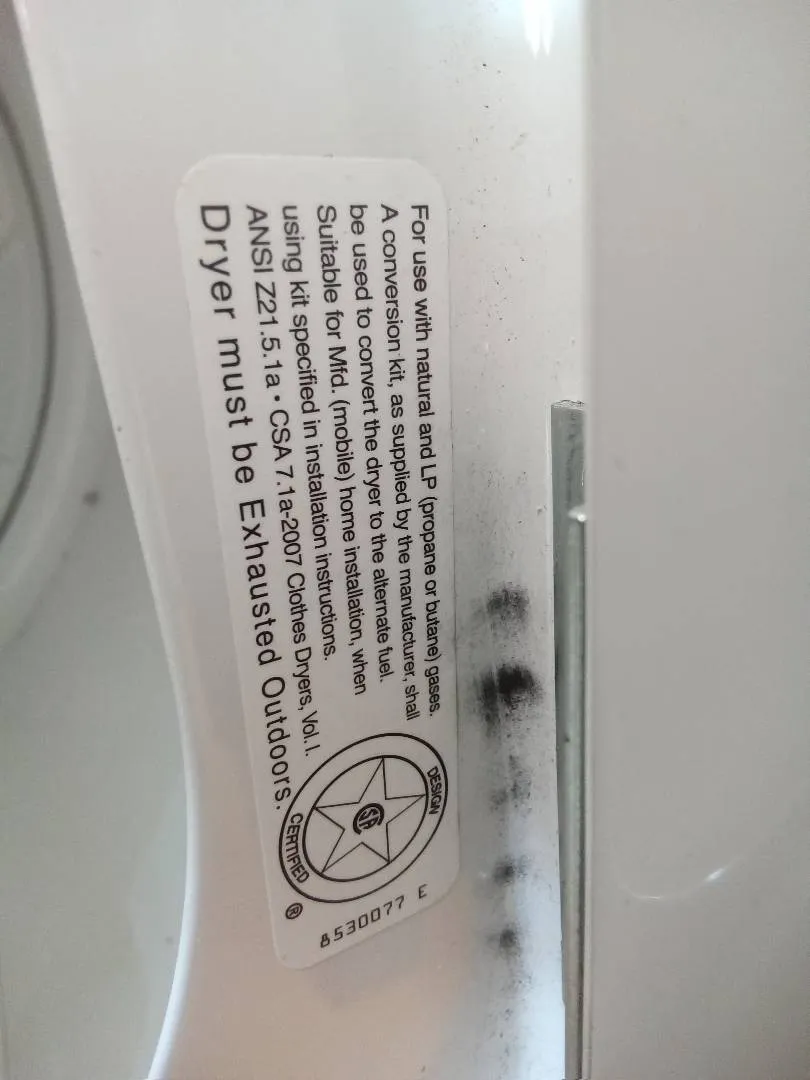 For use with natural and LP (propane or butane) gases.
A conversion kit, as supplied by the manufacturer, shall
be used to convert the dryer to the alternate fuel.
Suitable for Mfd. (mobile) home installation, when
using kit specified in installation instructions.
ANSI Z21.5.1a • CSA 7.1a-2007 Clothes Dryers, Vol. I.
Dryer must be Exhausted Outdoors.
DESIGN
SA
CERTIFIED
®
8530077 E